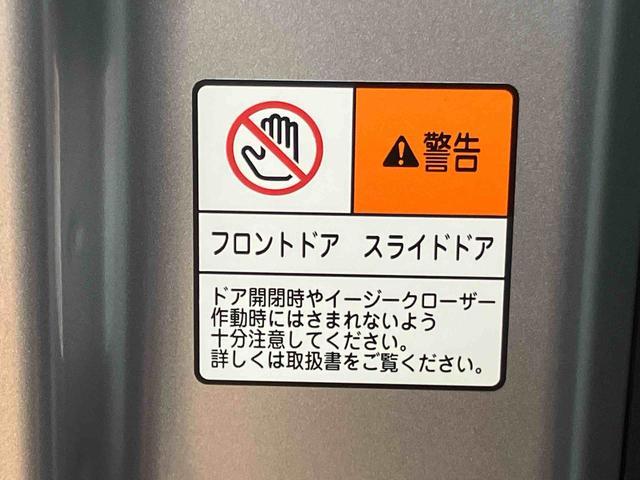 ⚠警告
フロントドア　スライドドア
ドア開閉時やイージークローザー
作動時にはさまれないよう
十分注意してください。
詳しくは取扱書をご覧ください。